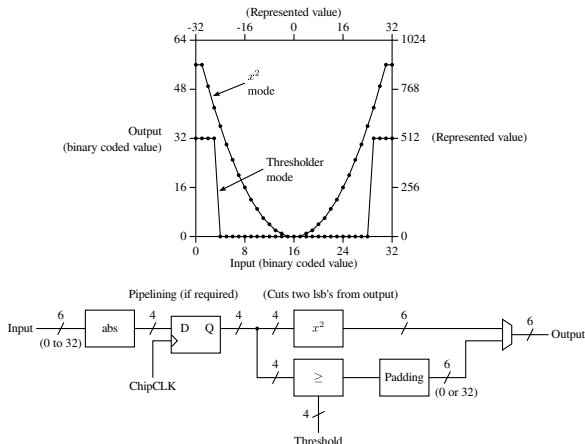 (Represented value)
-32 -16 0 16 32
64 1024
48 768
x² mode
Output (binary coded value)
32 512
(Represented value)
Thresholder mode
16 256
0 0
0 8 16 24 32
Input (binary coded value)
Pipelining (if required) (Cuts two lsb's from output)
Input 6 abs 4 D Q 4 4 x² 6 6 Output
(0 to 32)
ChipCLK
4 ≥ Padding 6
(0 or 32)
4
Threshold